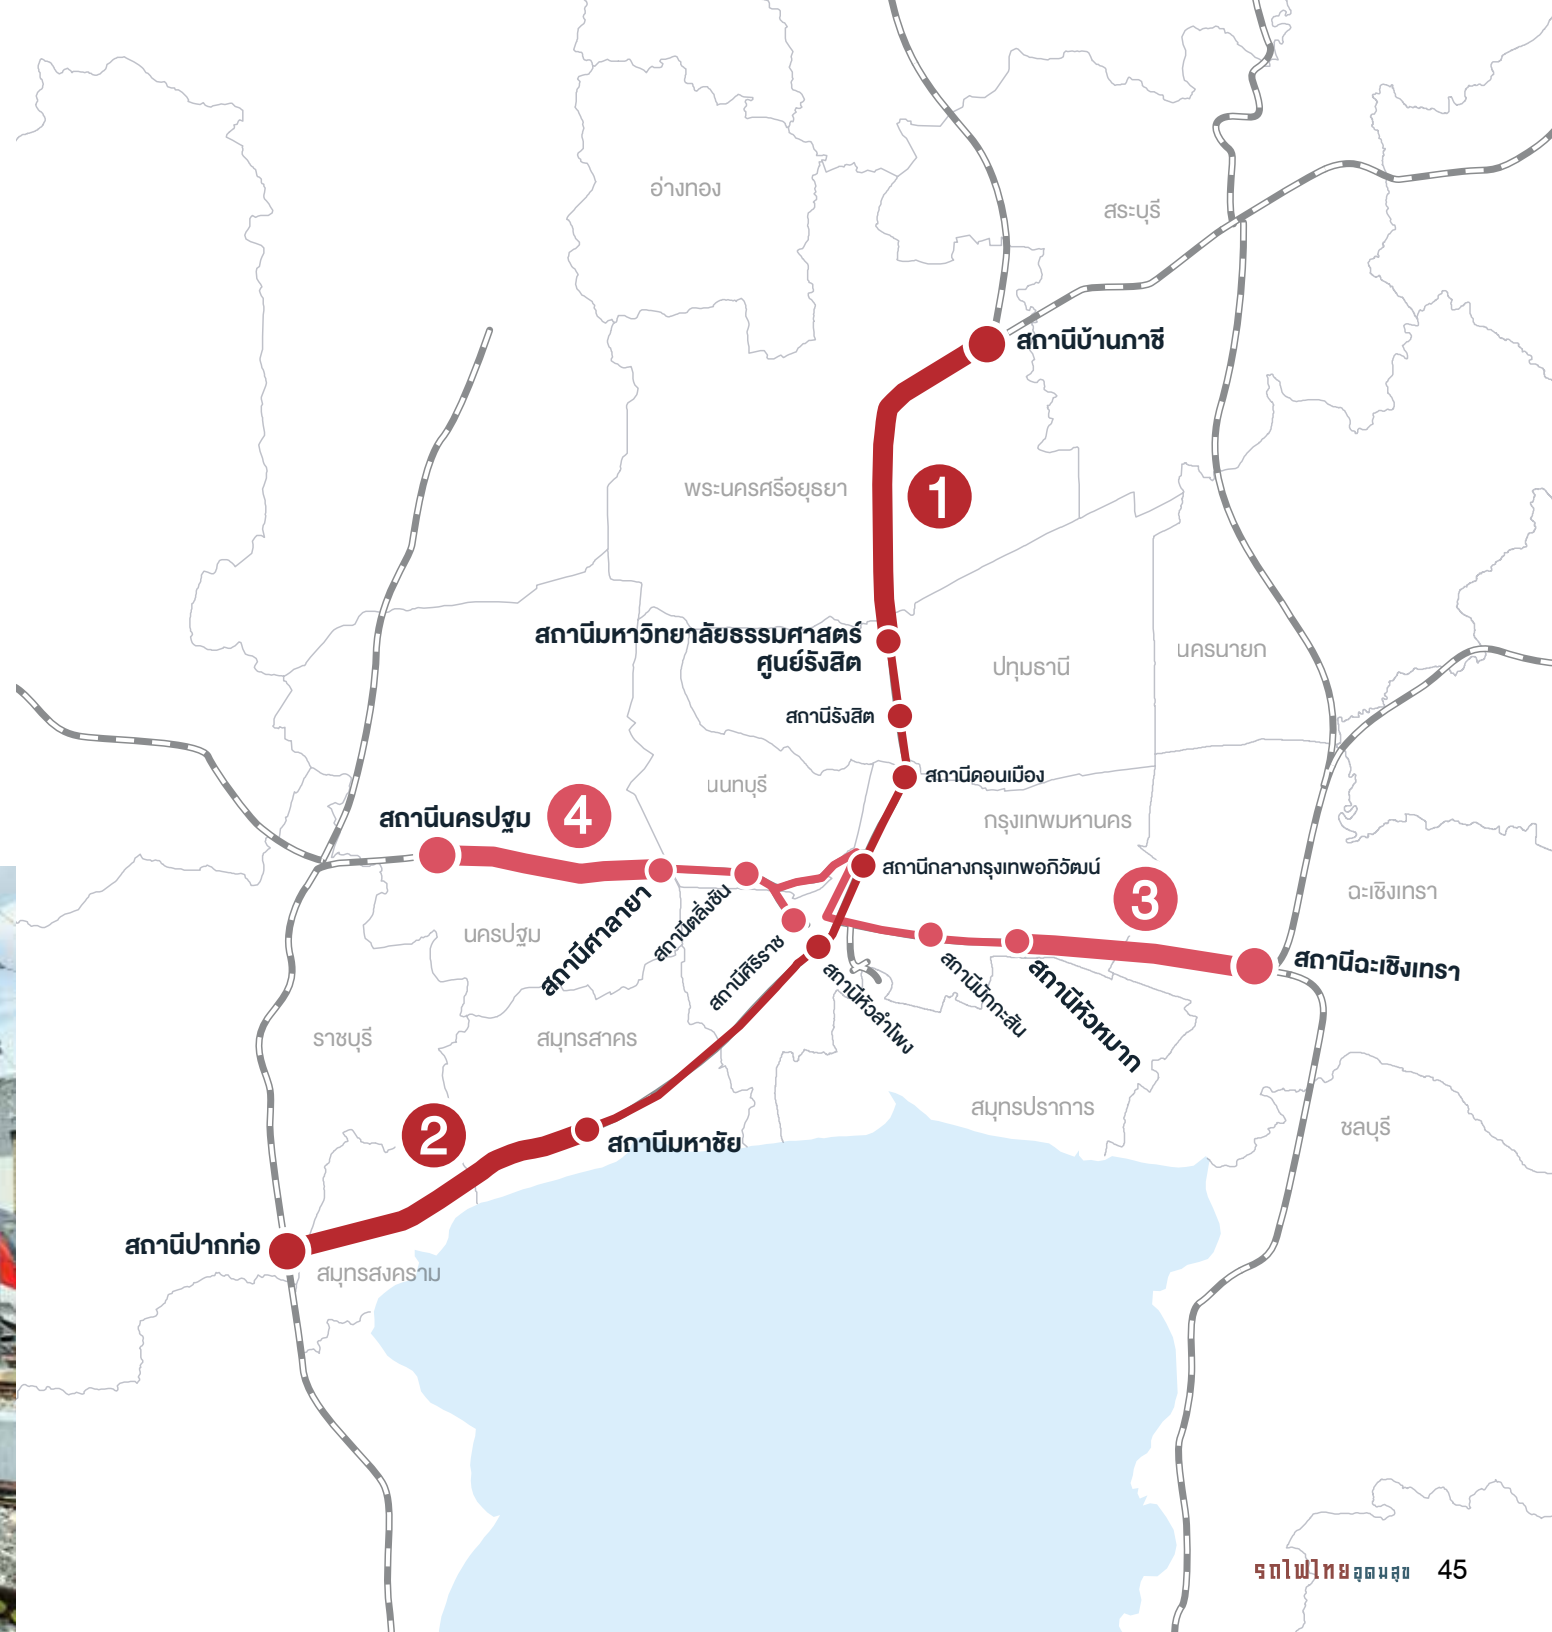 อ่างทอง
สระบุรี
สถานีบ้านภาชี
พระนครศรีอยุธยา
1
สถานีมหาวิทยาลัยธรรมศาสตร์
ศูนย์รังสิต
ปทุมธานี
นครนายก
สถานีรังสิต
สถานีดอนเมือง
นนทบุรี
กรุงเทพมหานคร
4
สถานีนครปฐม
สถานีกลางกรุงเทพอภิวัฒน์
3
ฉะเชิงเทรา
นครปฐม
สถานีศาลายา
สถานีตลิ่งชัน
สถานีศิริราช
สถานีหัวลำโพง
สถานีมักกะสัน
สถานีหัวหมาก
สถานีฉะเชิงเทรา
ราชบุรี
สมุทรสาคร
สมุทรปราการ
ชลบุรี
2
สถานีมหาชัย
สถานีปากท่อ
สมุทรสงคราม
รถไฟไทยอุดมสุข 45